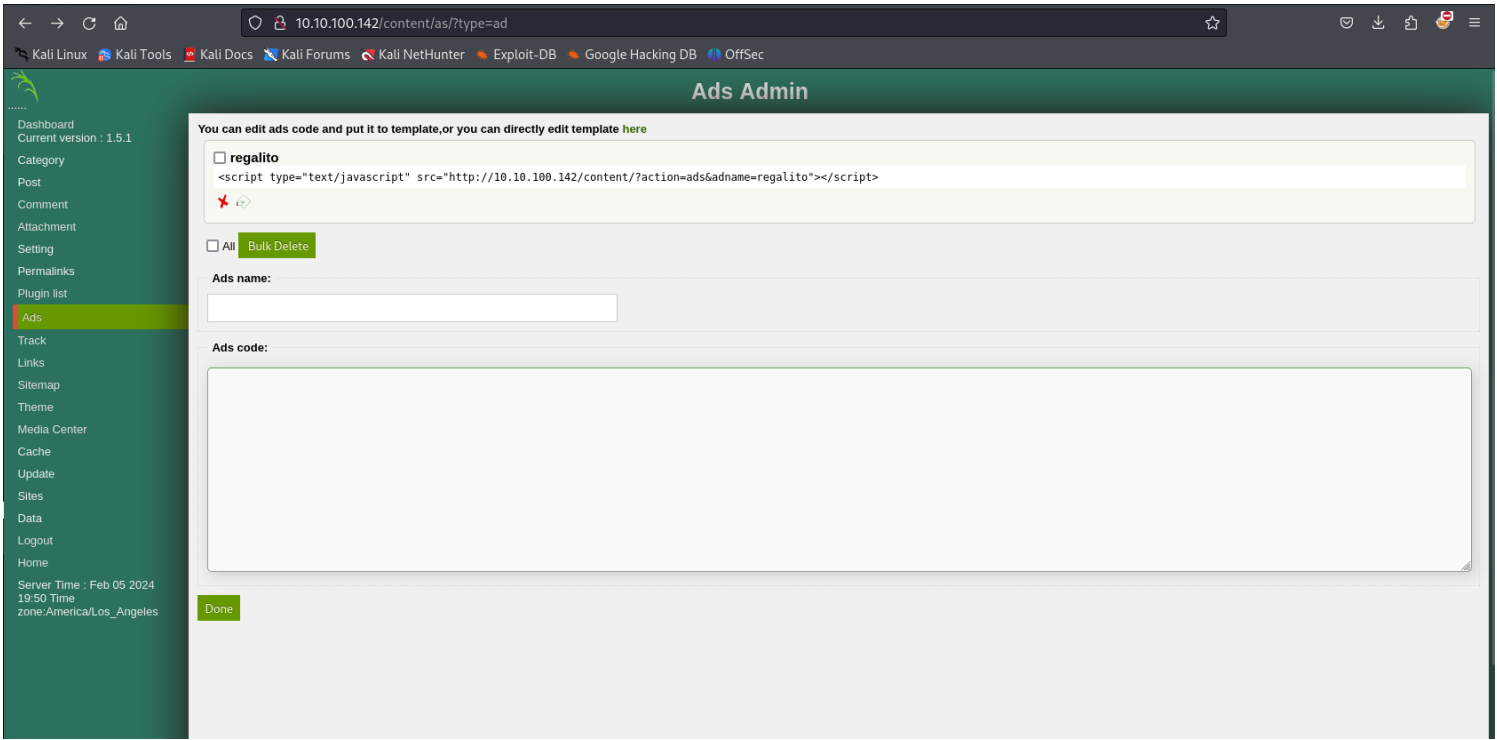 10.10.100.142/content/as/?type=ad
Kali Linux Kali Tools Kali Docs Kali Forums Kali NetHunter Exploit-DB Google Hacking DB OffSec
......
Ads Admin
Dashboard
Current version : 1.5.1
Category
Post
Comment
Attachment
Setting
Permalinks
Plugin list
Ads
Track
Links
Sitemap
Theme
Media Center
Cache
Update
Sites
Data
Logout
Home
Server Time : Feb 05 2024
19:50 Time
zone:America/Los_Angeles
You can edit ads code and put it to template,or you can directly edit template here
regalito
<script type="text/javascript" src="http://10.10.100.142/content/?action=ads&adname=regalito"></script>
All Bulk Delete
Ads name:
Ads code:
Done